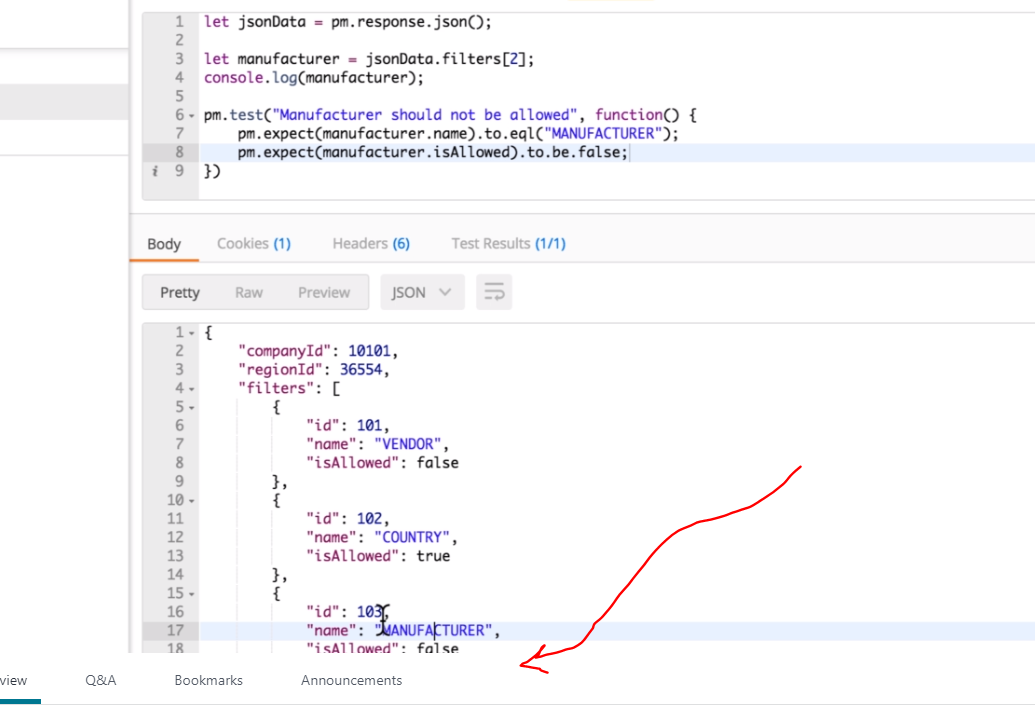 1 let jsonData = pm.response.json();
2
3 let manufacturer = jsonData.filters[2];
4 console.log(manufacturer);
5
6 pm.test("Manufacturer should not be allowed", function() {
7 pm.expect(manufacturer.name).to.eql("MANUFACTURER");
8 pm.expect(manufacturer.isAllowed).to.be.false;
i 9 })
Body Cookies (1) Headers (6) Test Results (1/1)
Pretty Raw Preview JSON
1 {
2 "companyId": 10101,
3 "regionId": 36554,
4 "filters": [
5 {
6 "id": 101,
7 "name": "VENDOR",
8 "isAllowed": false
9 },
10 {
11 "id": 102,
12 "name": "COUNTRY",
13 "isAllowed": true
14 },
15 {
16 "id": 103,
17 "name": "MANUFACTURER",
18 "isAllowed": false
view Q&A Bookmarks Announcements